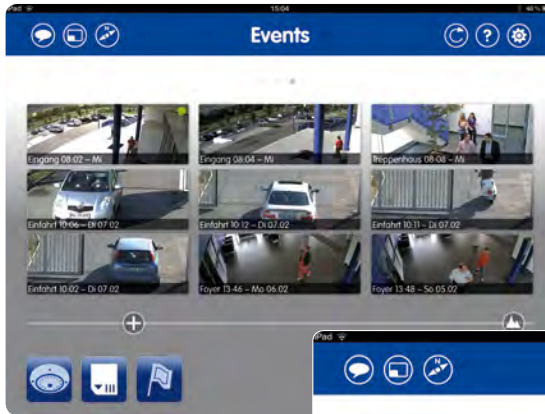 iPad 15:04 46%
Events
N
?
Eingang 08:02 – Mi
Eingang 08:04 – Mi
Treppenhaus 08:08 – Mi
Einfahrt 10:06 – Di 07.02
Einfahrt 10:12 – Di 07.02
Einfahrt 10:11 – Di 07.02
Einfahrt 10:02 – Di 07.02
Foyer 13:46 – Mo 06.02
Foyer 13:48 – So 05.02
iPad
N